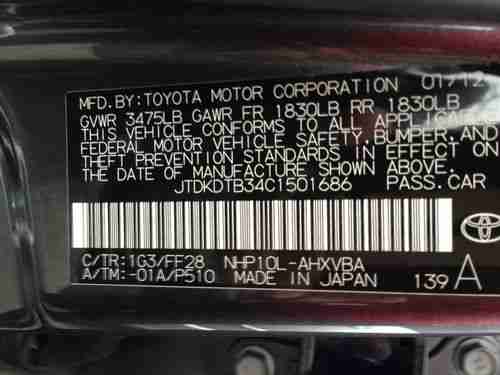 MFD. BY: TOYOTA MOTOR CORPORATION 01/12
GVWR 3475LB GAWR FR 1830LB RR 1830LB
THIS VEHICLE CONFORMS TO ALL APPLICABLE
FEDERAL MOTOR VEHICLE SAFETY, BUMPER, AND
THEFT PREVENTION STANDARDS IN EFFECT ON
THE DATE OF MANUFACTURE SHOWN ABOVE.
JTDKDTB34C1501686 PASS.CAR
C/TR:1G3/FF28 NHP10L-AHXVBA
A/TM:-01A/P510 MADE IN JAPAN 139 A